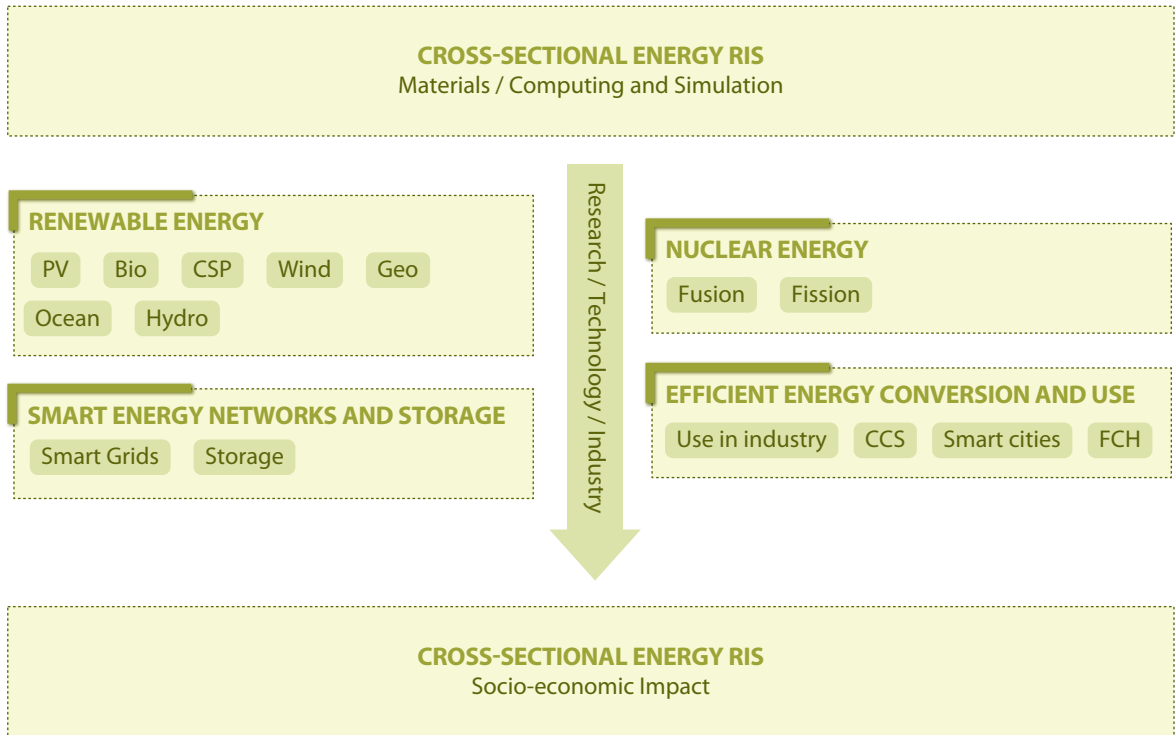 CROSS-SECTIONAL ENERGY RIS
Materials / Computing and Simulation
RENEWABLE ENERGY
PV Bio CSP Wind Geo
Ocean Hydro
SMART ENERGY NETWORKS AND STORAGE
Smart Grids Storage
Research / Technology / Industry
NUCLEAR ENERGY
Fusion Fission
EFFICIENT ENERGY CONVERSION AND USE
Use in industry CCS Smart cities FCH
CROSS-SECTIONAL ENERGY RIS
Socio-economic Impact